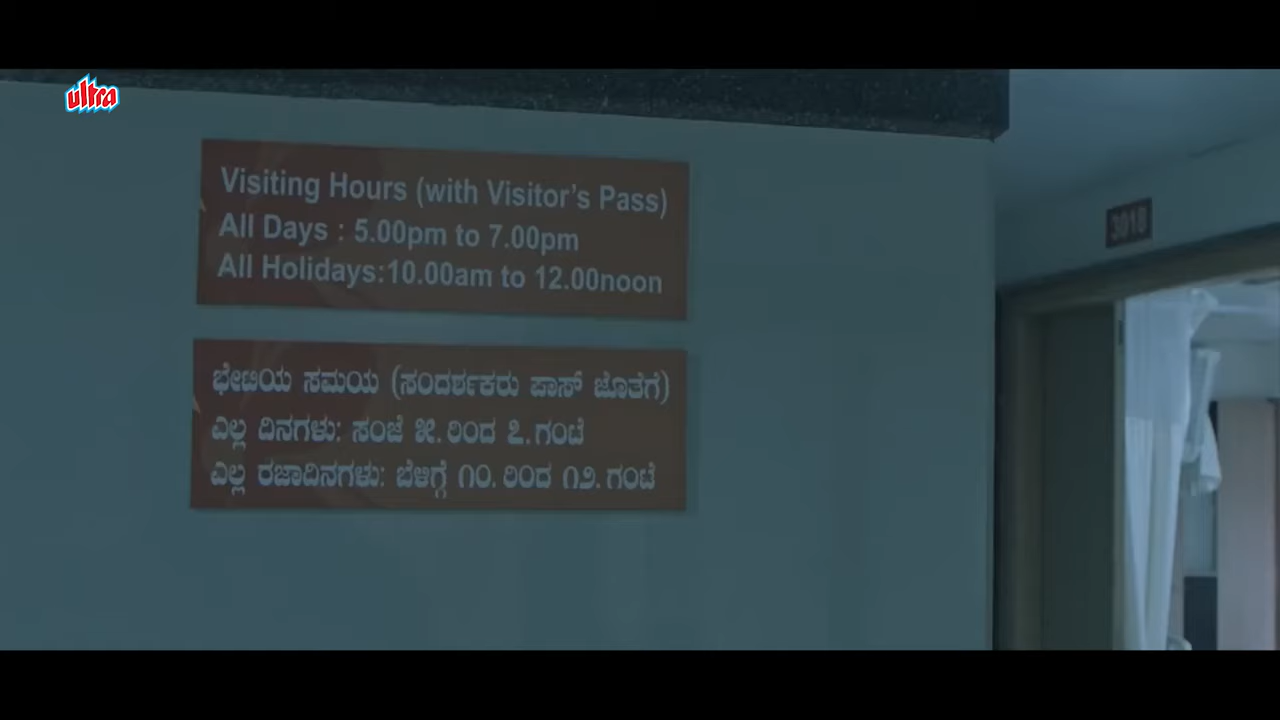 ultra
Visiting Hours (with Visitor's Pass)
All Days : 5.00pm to 7.00pm
All Holidays:10.00am to 12.00noon
3018
ಭೇಟಿಯ ಸಮಯ (ಸಂದರ್ಶಕರು ಪಾಸ್ ಜೊತೆಗೆ)
ಎಲ್ಲ ದಿನಗಳು: ಸಂಜೆ ೫. ರಿಂದ ೭. ಗಂಟೆ
ಎಲ್ಲ ರಜಾದಿನಗಳು: ಬೆಳಿಗ್ಗೆ ೧೦. ರಿಂದ ೧೨. ಗಂಟೆ